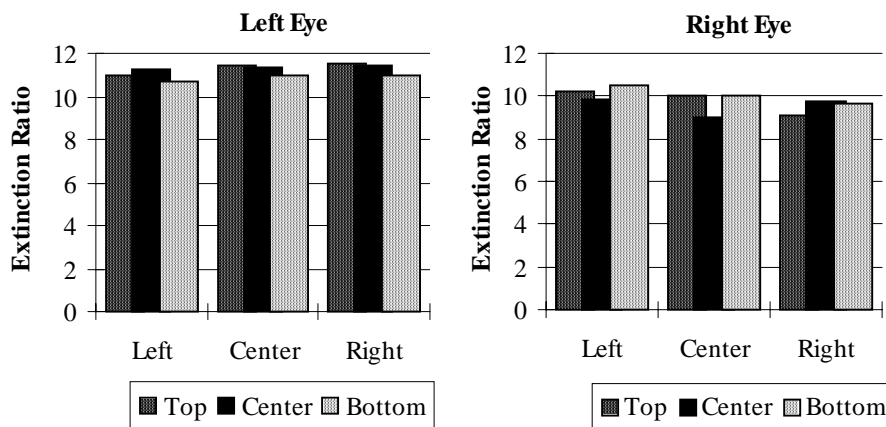 Left Eye
12
10
8
6
4
2
0
Extinction Ratio
Left Center Right
Top Center Bottom
Right Eye
12
10
8
6
4
2
0
Extinction Ratio
Left Center Right
Top Center Bottom